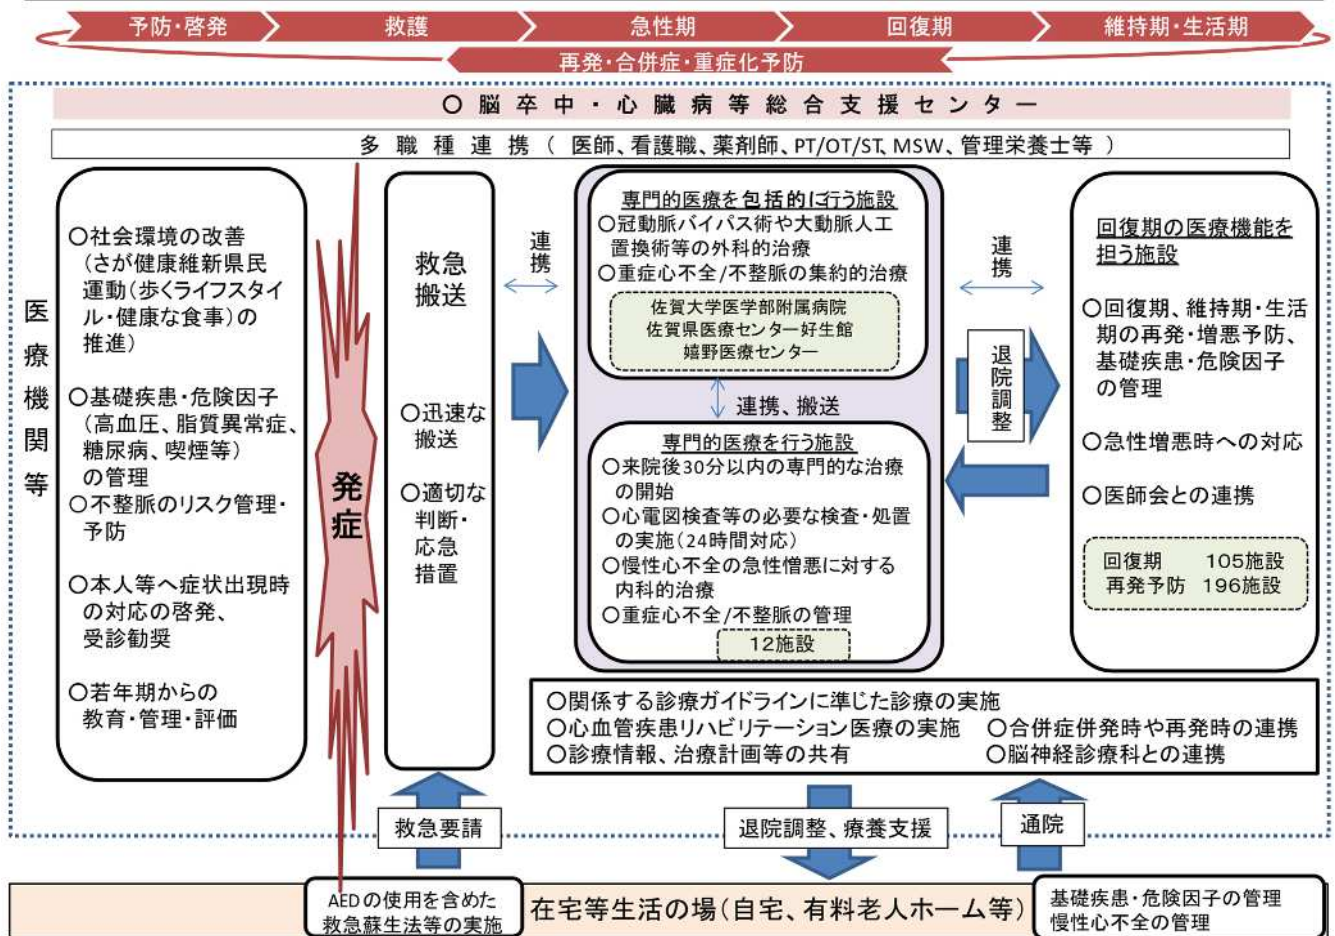 予防・啓発
救護
急性期
回復期
維持期・生活期
再発・合併症・重症化予防
〇脳卒中・心臓病等総合支援センター
多職種連携(医師、看護職、薬剤師、PT/OT/ST、MSW、管理栄養士等)
医療機関等
〇社会環境の改善
(さが健康維新県民
運動(歩くライフスタイ
ル・健康な食事)の
推進)
〇基礎疾患・危険因子
(高血圧、脂質異常症、
糖尿病、喫煙等)
の管理
〇不整脈のリスク管理・
予防
〇本人等へ症状出現時
の対応の啓発、
受診勧奨
〇若年期からの
教育・管理・評価
発症
救急
搬送
〇迅速な
搬送
〇適切な
判断・
応急
措置
連携
専門的医療を包括的に行う施設
〇冠動脈バイパス術や大動脈人工
置換術等の外科的治療
〇重症心不全/不整脈の集約的治療
佐賀大学医学部附属病院
佐賀県医療センター好生館
嬉野医療センター
連携、搬送
専門的医療を行う施設
〇来院後30分以内の専門的な治療
の開始
〇心電図検査等の必要な検査・処置
の実施(24時間対応)
〇慢性心不全の急性憎悪に対する
内科的治療
〇重症心不全/不整脈の管理
12施設
連携
退院調整
回復期の医療機能を
担う施設
〇回復期、維持期・生活
期の再発・増悪予防、
基礎疾患・危険因子
の管理
〇急性増悪時への対応
〇医師会との連携
回復期 105施設
再発予防 196施設
〇関係する診療ガイドラインに準じた診療の実施
〇心血管疾患リハビリテーション医療の実施 〇合併症併発時や再発時の連携
〇診療情報、治療計画等の共有 〇脳神経診療科との連携
救急要請
退院調整、療養支援
通院
AEDの使用を含めた
救急蘇生法等の実施
在宅等生活の場(自宅、有料老人ホーム等)
基礎疾患・危険因子の管理
慢性心不全の管理